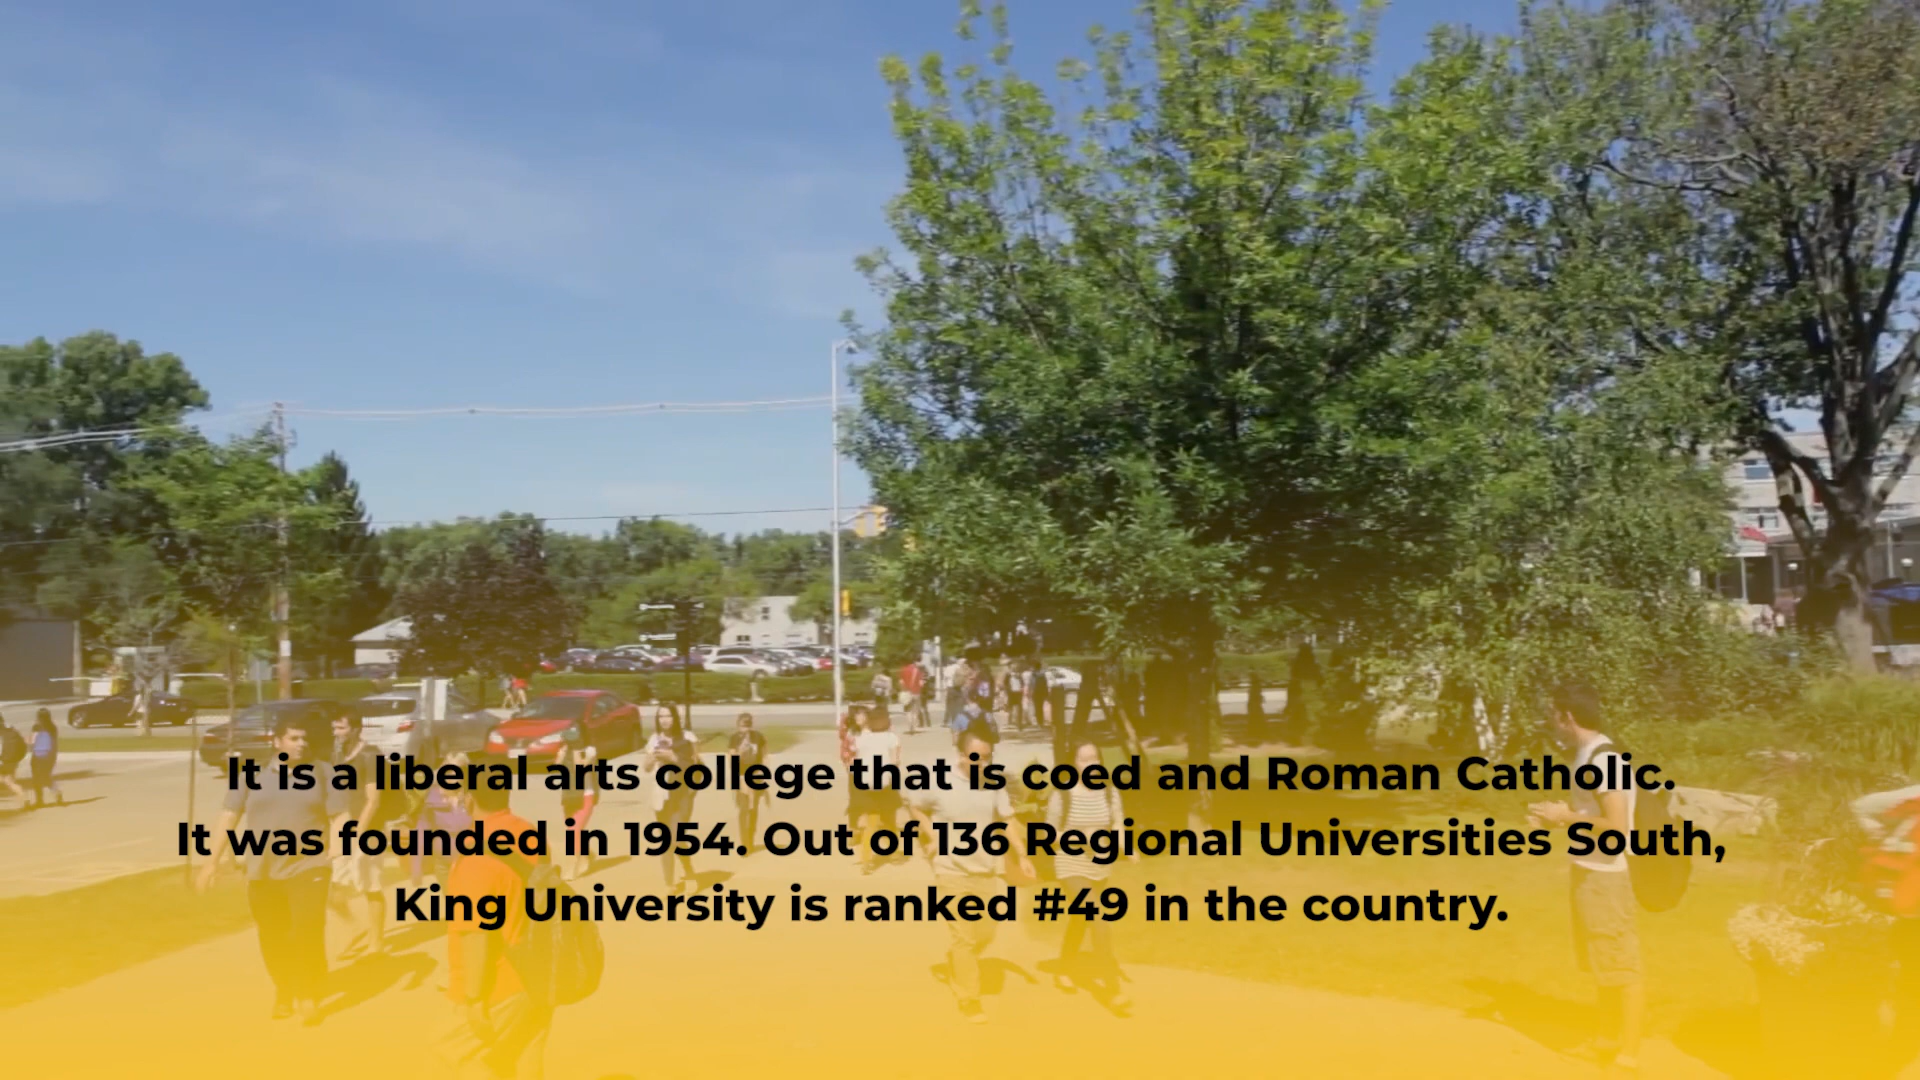 It is a liberal arts college that is coed and Roman Catholic.
It was founded in 1954. Out of 136 Regional Universities South,
King University is ranked #49 in the country.